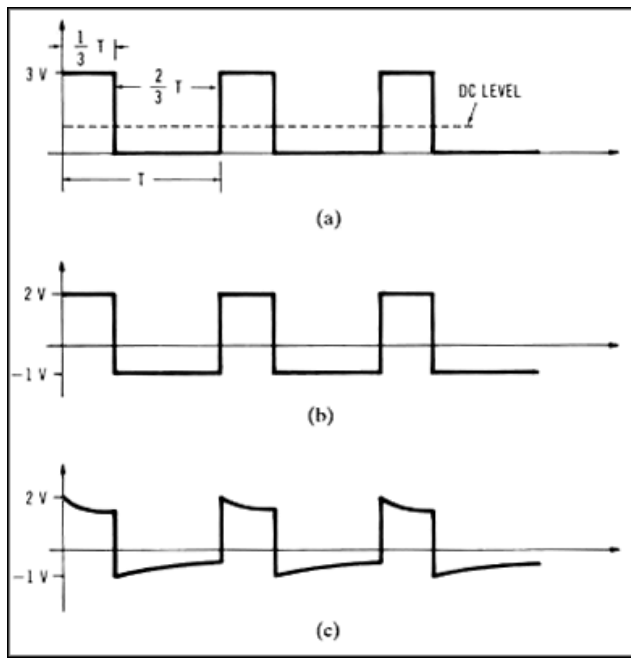 1/3 T
3 V
2/3 T
DC LEVEL
T
(a)
2 V
−1 V
(b)
2 V
−1 V
(c)